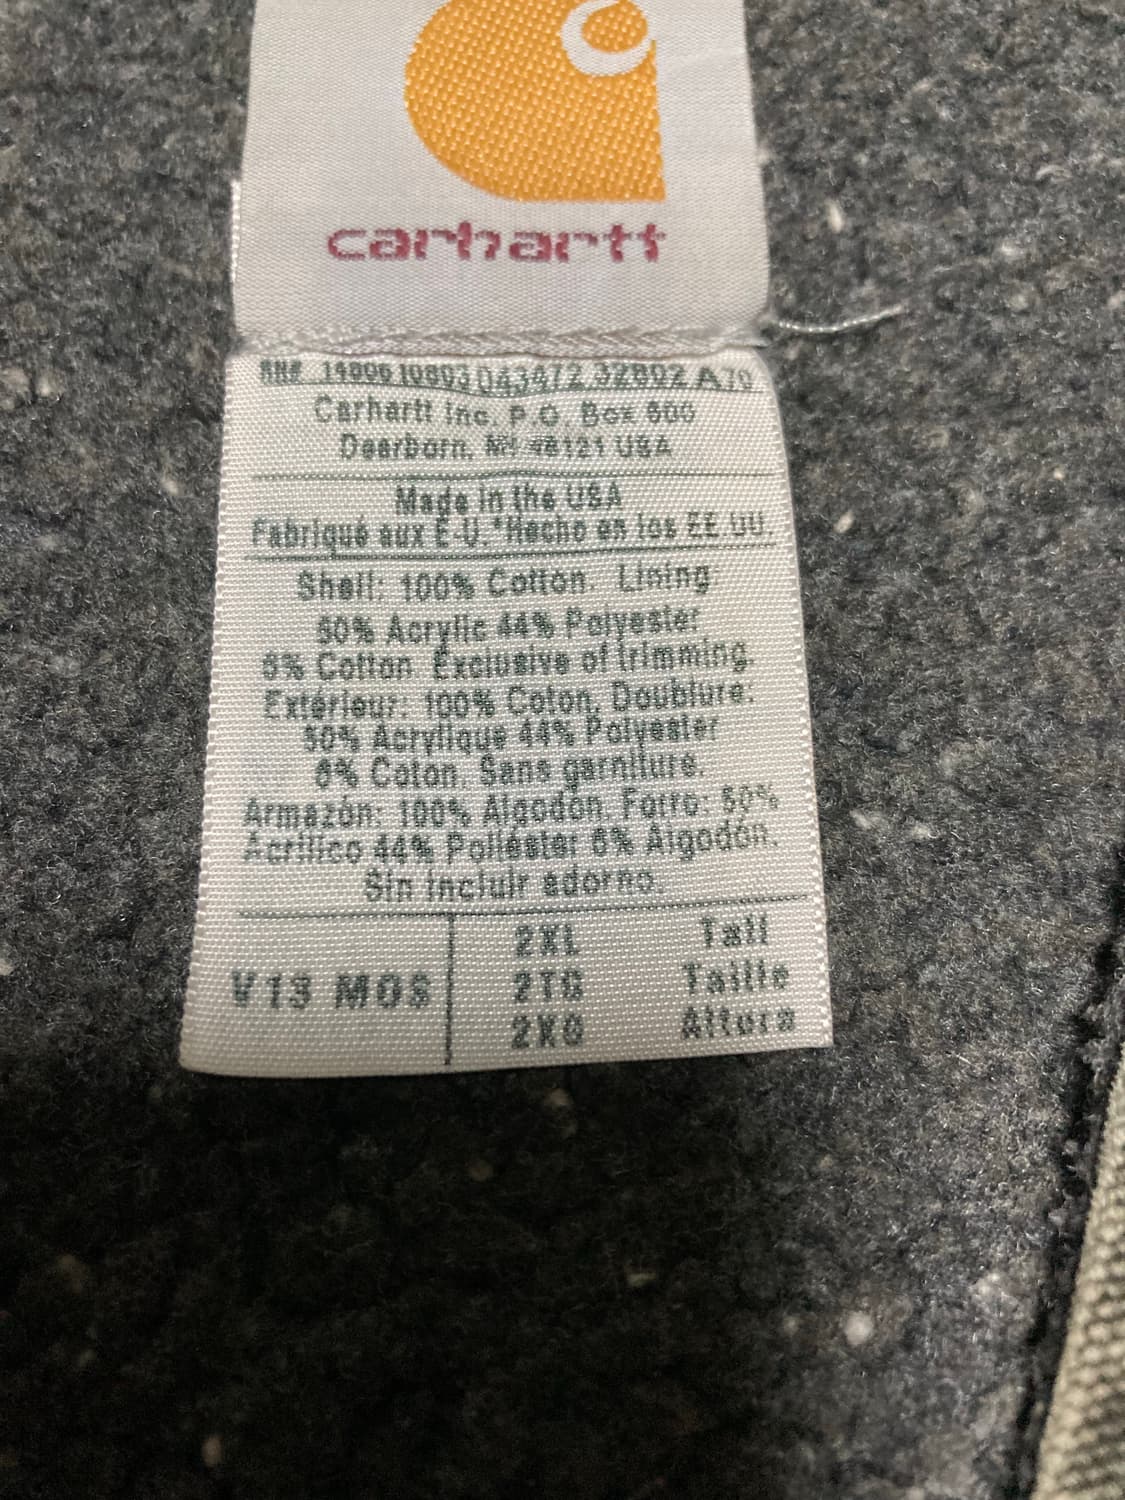 carhartt
RN# 14806 10803 043472 32802 A70
Carhartt Inc. P.O. Box 600
Dearborn, MI 48121 USA
Made in the USA
Fabriqué aux É-U.*Hecho en los EE.UU.
Shell: 100% Cotton. Lining:
50% Acrylic 44% Polyester
6% Cotton Exclusive of trimming.
Extérieur: 100% Coton, Doublure:
50% Acrylique 44% Polyester
6% Coton. Sans garniture.
Armazón: 100% Algodón. Forro: 50%
Acrílico 44% Poliéster 6% Algodón.
Sin incluir adorno.
2XL Tall
V13 MOS 2TG Taille
2XG Altura